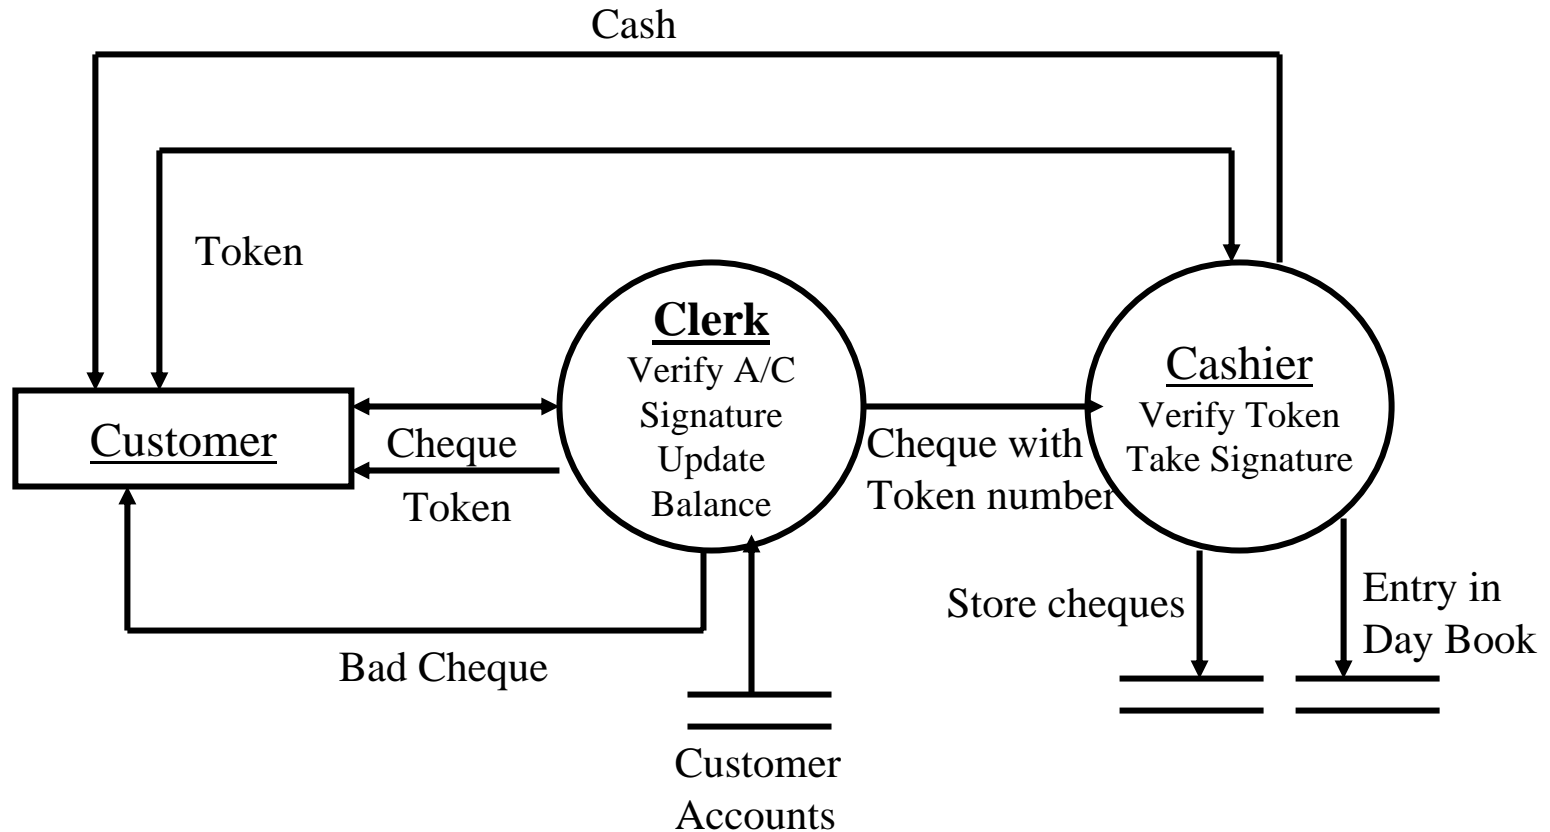 Cash
Token
Clerk
Verify A/C
Signature
Update
Balance
Cashier
Verify Token
Take Signature
Customer
Cheque
Token
Cheque with
Token number
Bad Cheque
Store cheques
Entry in
Day Book
Customer
Accounts